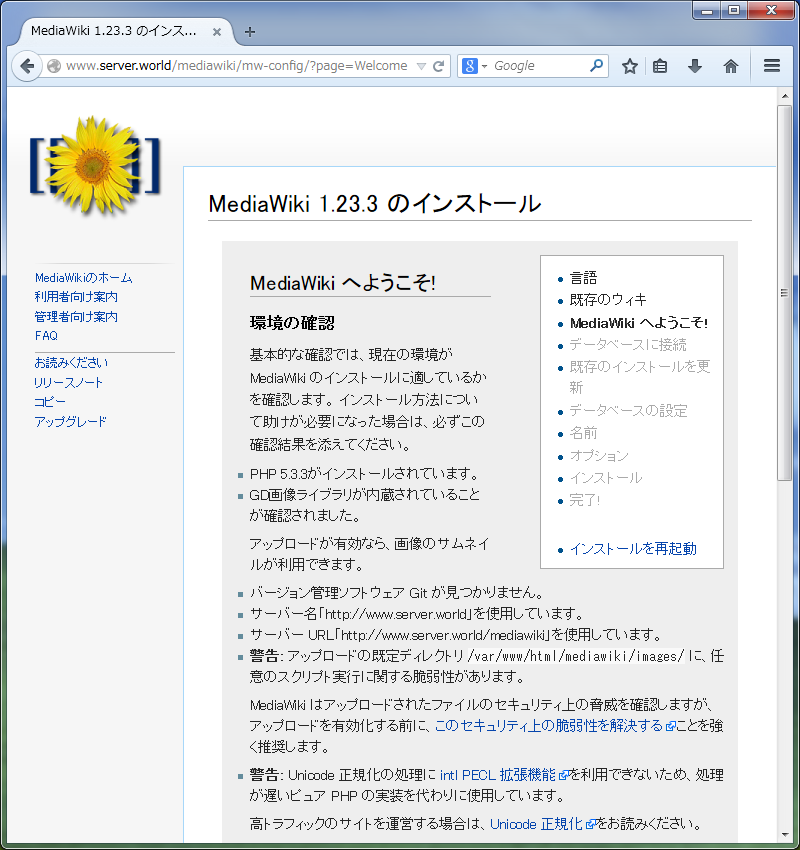 MediaWiki 1.23.3 のインス...
www.server.world/mediawiki/mw-config/?page=Welcome
Google
MediaWiki 1.23.3 のインストール
MediaWikiのホーム
利用者向け案内
管理者向け案内
FAQ
お読みください
リリースノート
コピー
アップグレード
MediaWiki へようこそ!
環境の確認
基本的な確認では、現在の環境が
MediaWiki のインストールに適しているか
を確認します。インストール方法につい
て助けが必要になった場合は、必ずこの
確認結果を添えてください。
PHP 5.3.3がインストールされています。
GD画像ライブラリが内蔵されていること
が確認されました。
アップロードが有効なら、画像のサムネイ
ルが利用できます。
言語
既存のウィキ
MediaWiki へようこそ!
データベースに接続
既存のインストールを更
新
データベースの設定
名前
オプション
インストール
完了!
インストールを再起動
バージョン管理ソフトウェア Git が見つかりません。
サーバー名「http://www.server.world」を使用しています。
サーバー URL「http://www.server.world/mediawiki」を使用しています。
警告: アップロードの既定ディレクトリ /var/www/html/mediawiki/images/ に、任
意のスクリプト実行に関する脆弱性があります。
MediaWiki はアップロードされたファイルのセキュリティ上の脅威を確認しますが、
アップロードを有効化する前に、このセキュリティ上の脆弱性を解決することを強
く推奨します。
警告: Unicode 正規化の処理に intl PECL 拡張機能を利用できないため、処理
が遅いピュア PHP の実装を代わりに使用しています。
高トラフィックのサイトを運営する場合は、Unicode 正規化をお読みください。